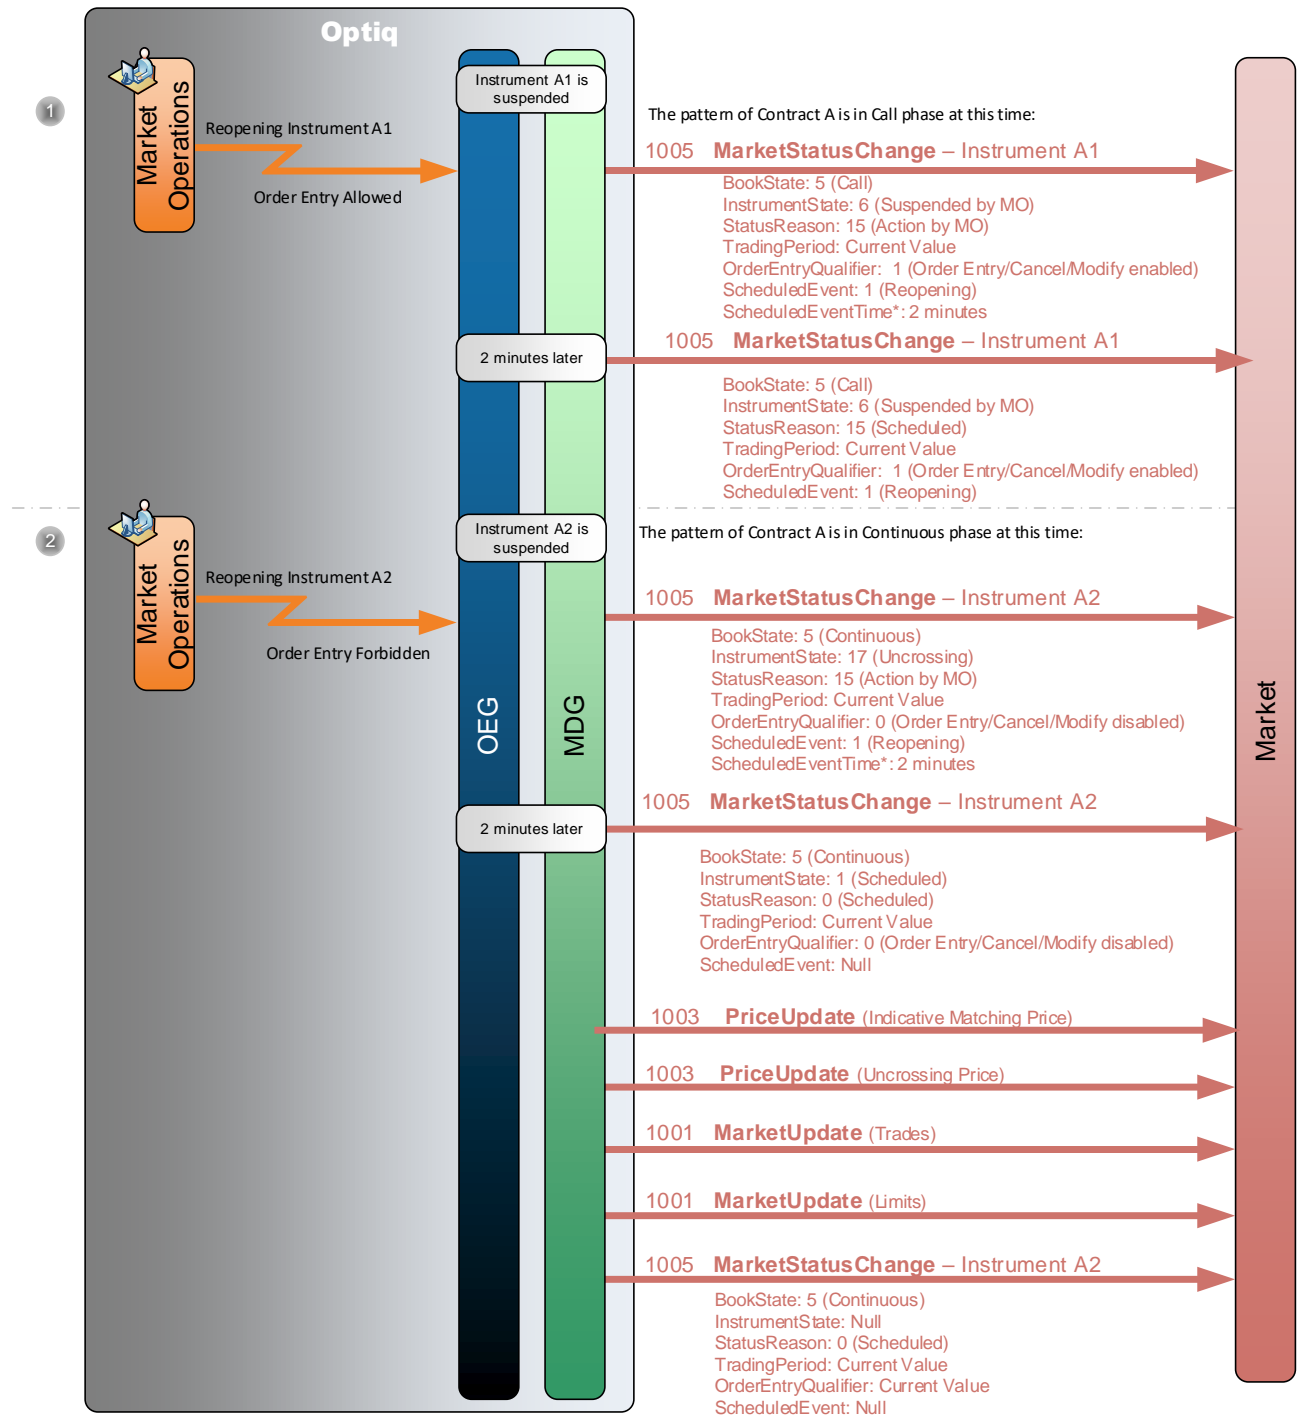 Optiq
Instrument A1 is
suspended
1
Market
Operations
Reopening Instrument A1
Order Entry Allowed
The pattern of Contract A is in Call phase at this time:
1005 MarketStatusChange – Instrument A1
BookState: 5 (Call)
InstrumentState: 6 (Suspended by MO)
StatusReason: 15 (Action by MO)
TradingPeriod: Current Value
OrderEntryQualifier: 1 (Order Entry/Cancel/Modify enabled)
ScheduledEvent: 1 (Reopening)
ScheduledEventTime*: 2 minutes
2 minutes later
1005 MarketStatusChange – Instrument A1
BookState: 5 (Call)
InstrumentState: 6 (Suspended by MO)
StatusReason: 15 (Scheduled)
TradingPeriod: Current Value
OrderEntryQualifier: 1 (Order Entry/Cancel/Modify enabled)
ScheduledEvent: 1 (Reopening)
2
Market
Operations
Instrument A2 is
suspended
Reopening Instrument A2
Order Entry Forbidden
The pattern of Contract A is in Continuous phase at this time:
1005 MarketStatusChange – Instrument A2
BookState: 5 (Continuous)
InstrumentState: 17 (Uncrossing)
StatusReason: 15 (Action by MO)
TradingPeriod: Current Value
OrderEntryQualifier: 0 (Order Entry/Cancel/Modify disabled)
ScheduledEvent: 1 (Reopening)
ScheduledEventTime*: 2 minutes
OEG
MDG
Market
2 minutes later
1005 MarketStatusChange – Instrument A2
BookState: 5 (Continuous)
InstrumentState: 1 (Scheduled)
StatusReason: 0 (Scheduled)
TradingPeriod: Current Value
OrderEntryQualifier: 0 (Order Entry/Cancel/Modify disabled)
ScheduledEvent: Null
1003 PriceUpdate (Indicative Matching Price)
1003 PriceUpdate (Uncrossing Price)
1001 MarketUpdate (Trades)
1001 MarketUpdate (Limits)
1005 MarketStatusChange – Instrument A2
BookState: 5 (Continuous)
InstrumentState: Null
StatusReason: 0 (Scheduled)
TradingPeriod: Current Value
OrderEntryQualifier: Current Value
ScheduledEvent: Null